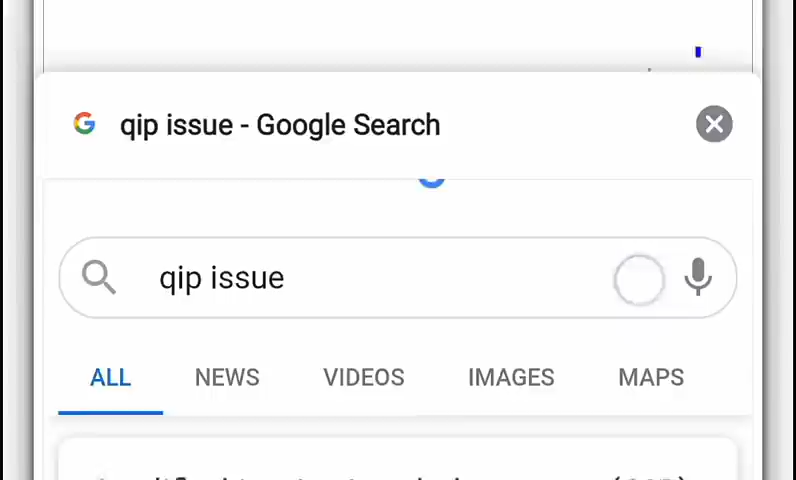 qip issue - Google Search
qip issue
ALL NEWS VIDEOS IMAGES MAPS